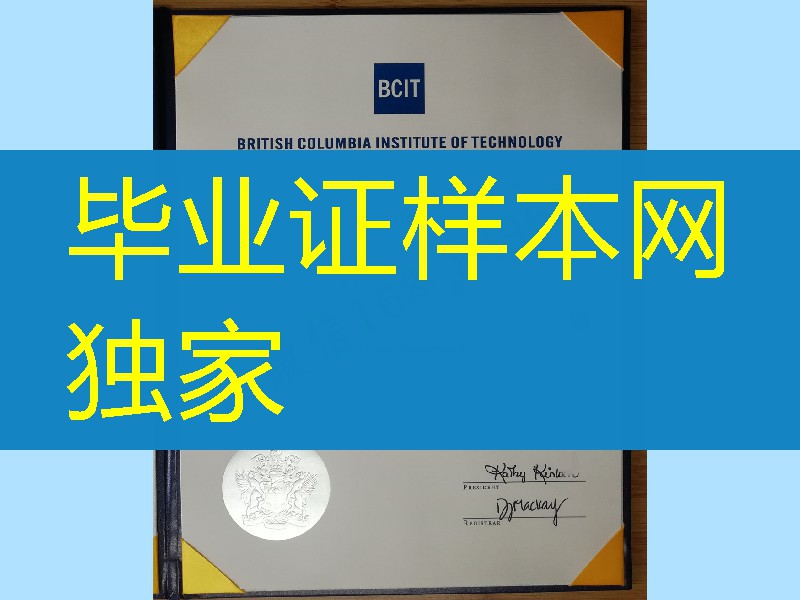 BCIT
BRITISH COLUMBIA INSTITUTE OF TECHNOLOGY
毕业证样本网
独家
PRESIDENT
REGISTRAR